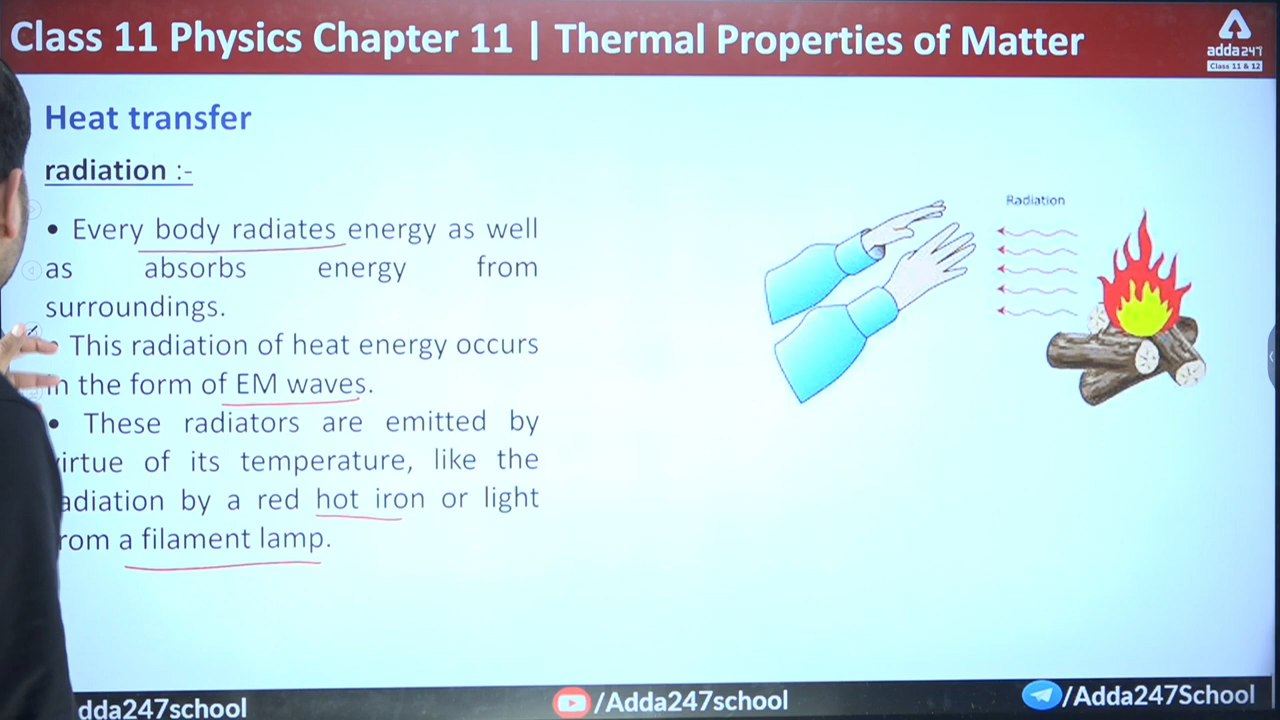 Class 11 Physics Chapter 11 | Thermal Properties of Matter
adda247
Class 11 & 12
Heat transfer
radiation :-
• Every body radiates energy as well
as absorbs energy from
surroundings.
• This radiation of heat energy occurs
in the form of EM waves.
• These radiators are emitted by
virtue of its temperature, like the
adiation by a red hot iron or light
rom a filament lamp.
Radiation
dda247school
/Adda247school
/Adda247School